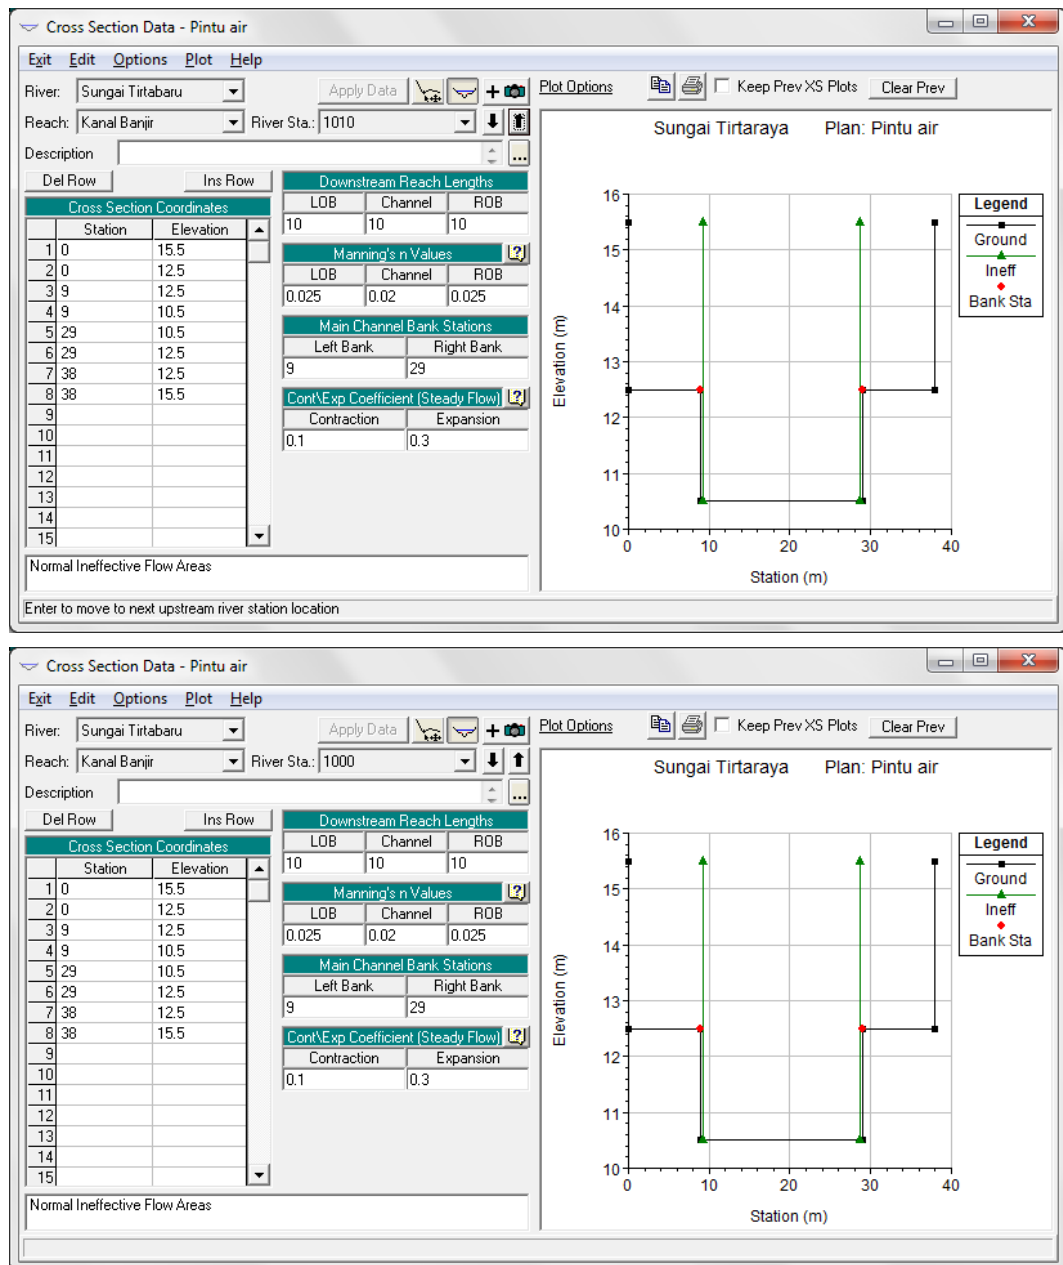 Cross Section Data - Pintu air
Exit Edit Options Plot Help
River: Sungai Tirtabaru Apply Data Plot Options Keep Prev XS Plots Clear Prev
Reach: Kanal Banjir River Sta.: 1010
Description ...
Del Row Ins Row
Cross Section Coordinates
Station Elevation
1 0 15.5
2 0 12.5
3 9 12.5
4 9 10.5
5 29 10.5
6 29 12.5
7 38 12.5
8 38 15.5
9
10
11
12
13
14
15
Downstream Reach Lengths
LOB Channel ROB
10 10 10
Manning's n Values
LOB Channel ROB
0.025 0.02 0.025
Main Channel Bank Stations
Left Bank Right Bank
9 29
Cont\Exp Coefficient (Steady Flow)
Contraction Expansion
0.1 0.3
Normal Ineffective Flow Areas
Enter to move to next upstream river station location
Sungai Tirtaraya Plan: Pintu air
16
15
14
13
12
11
10
Elevation (m)
0 10 20 30 40
Station (m)
Legend
Ground
Ineff
Bank Sta
Cross Section Data - Pintu air
Exit Edit Options Plot Help
River: Sungai Tirtabaru Apply Data Plot Options Keep Prev XS Plots Clear Prev
Reach: Kanal Banjir River Sta.: 1000
Description ...
Del Row Ins Row
Cross Section Coordinates
Station Elevation
1 0 15.5
2 0 12.5
3 9 12.5
4 9 10.5
5 29 10.5
6 29 12.5
7 38 12.5
8 38 15.5
9
10
11
12
13
14
15
Downstream Reach Lengths
LOB Channel ROB
10 10 10
Manning's n Values
LOB Channel ROB
0.025 0.02 0.025
Main Channel Bank Stations
Left Bank Right Bank
9 29
Cont\Exp Coefficient (Steady Flow)
Contraction Expansion
0.1 0.3
Normal Ineffective Flow Areas
Sungai Tirtaraya Plan: Pintu air
16
15
14
13
12
11
10
Elevation (m)
0 10 20 30 40
Station (m)
Legend
Ground
Ineff
Bank Sta